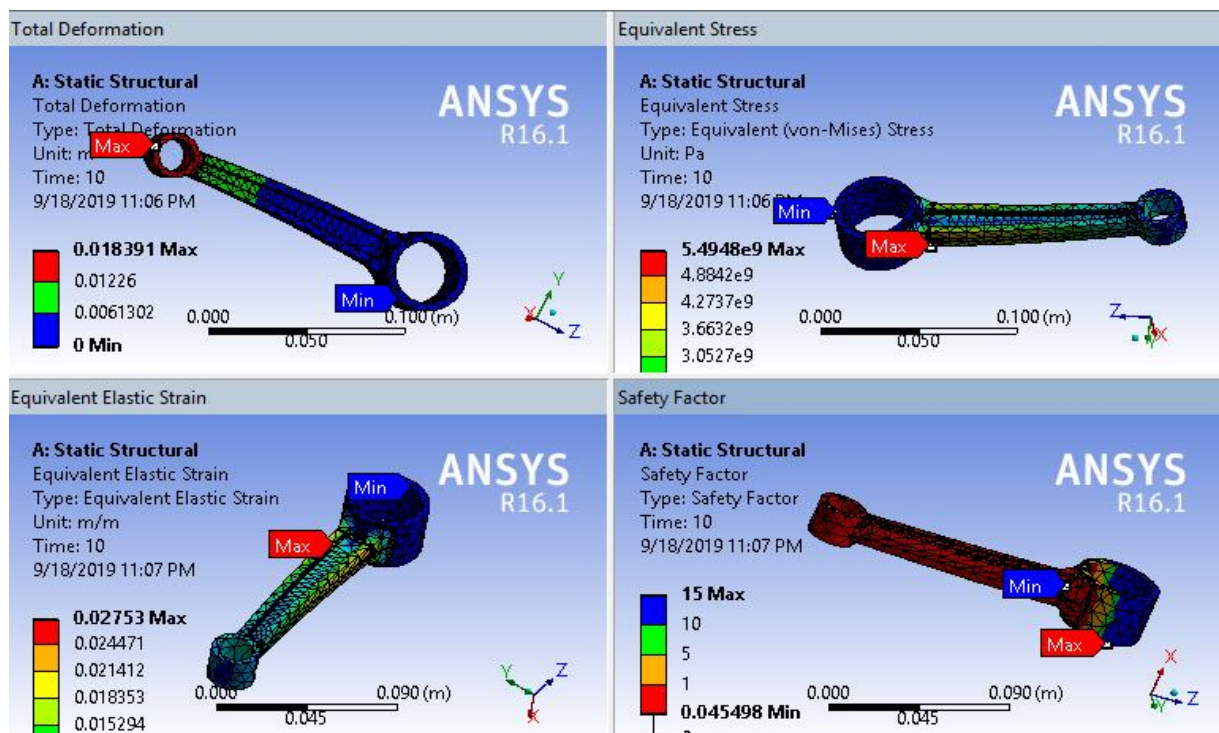 Total Deformation
A: Static Structural
Total Deformation
Type: Total Deformation
Unit: m
Time: 10
9/18/2019 11:06 PM
ANSYS
R16.1
Max
Min
0.018391 Max
0.01226
0.0061302
0 Min
0.000
0.100 (m)
0.050
Y
X
Z
Equivalent Stress
A: Static Structural
Equivalent Stress
Type: Equivalent (von-Mises) Stress
Unit: Pa
Time: 10
9/18/2019 11:06
ANSYS
R16.1
Min
Max
5.4948e9 Max
4.8842e9
4.2737e9
3.6632e9
3.0527e9
0.000
0.100 (m)
0.050
Z
X
Y
Equivalent Elastic Strain
A: Static Structural
Equivalent Elastic Strain
Type: Equivalent Elastic Strain
Unit: m/m
Time: 10
9/18/2019 11:07 PM
ANSYS
R16.1
Min
Max
0.02753 Max
0.024471
0.021412
0.018353
0.015294
0.000
0.090 (m)
0.045
Y
Z
X
Safety Factor
A: Static Structural
Safety Factor
Type: Safety Factor
Time: 10
9/18/2019 11:07 PM
ANSYS
R16.1
Min
Max
15 Max
10
5
1
0.045498 Min
0.000
0.090 (m)
0.045
X
Y
Z